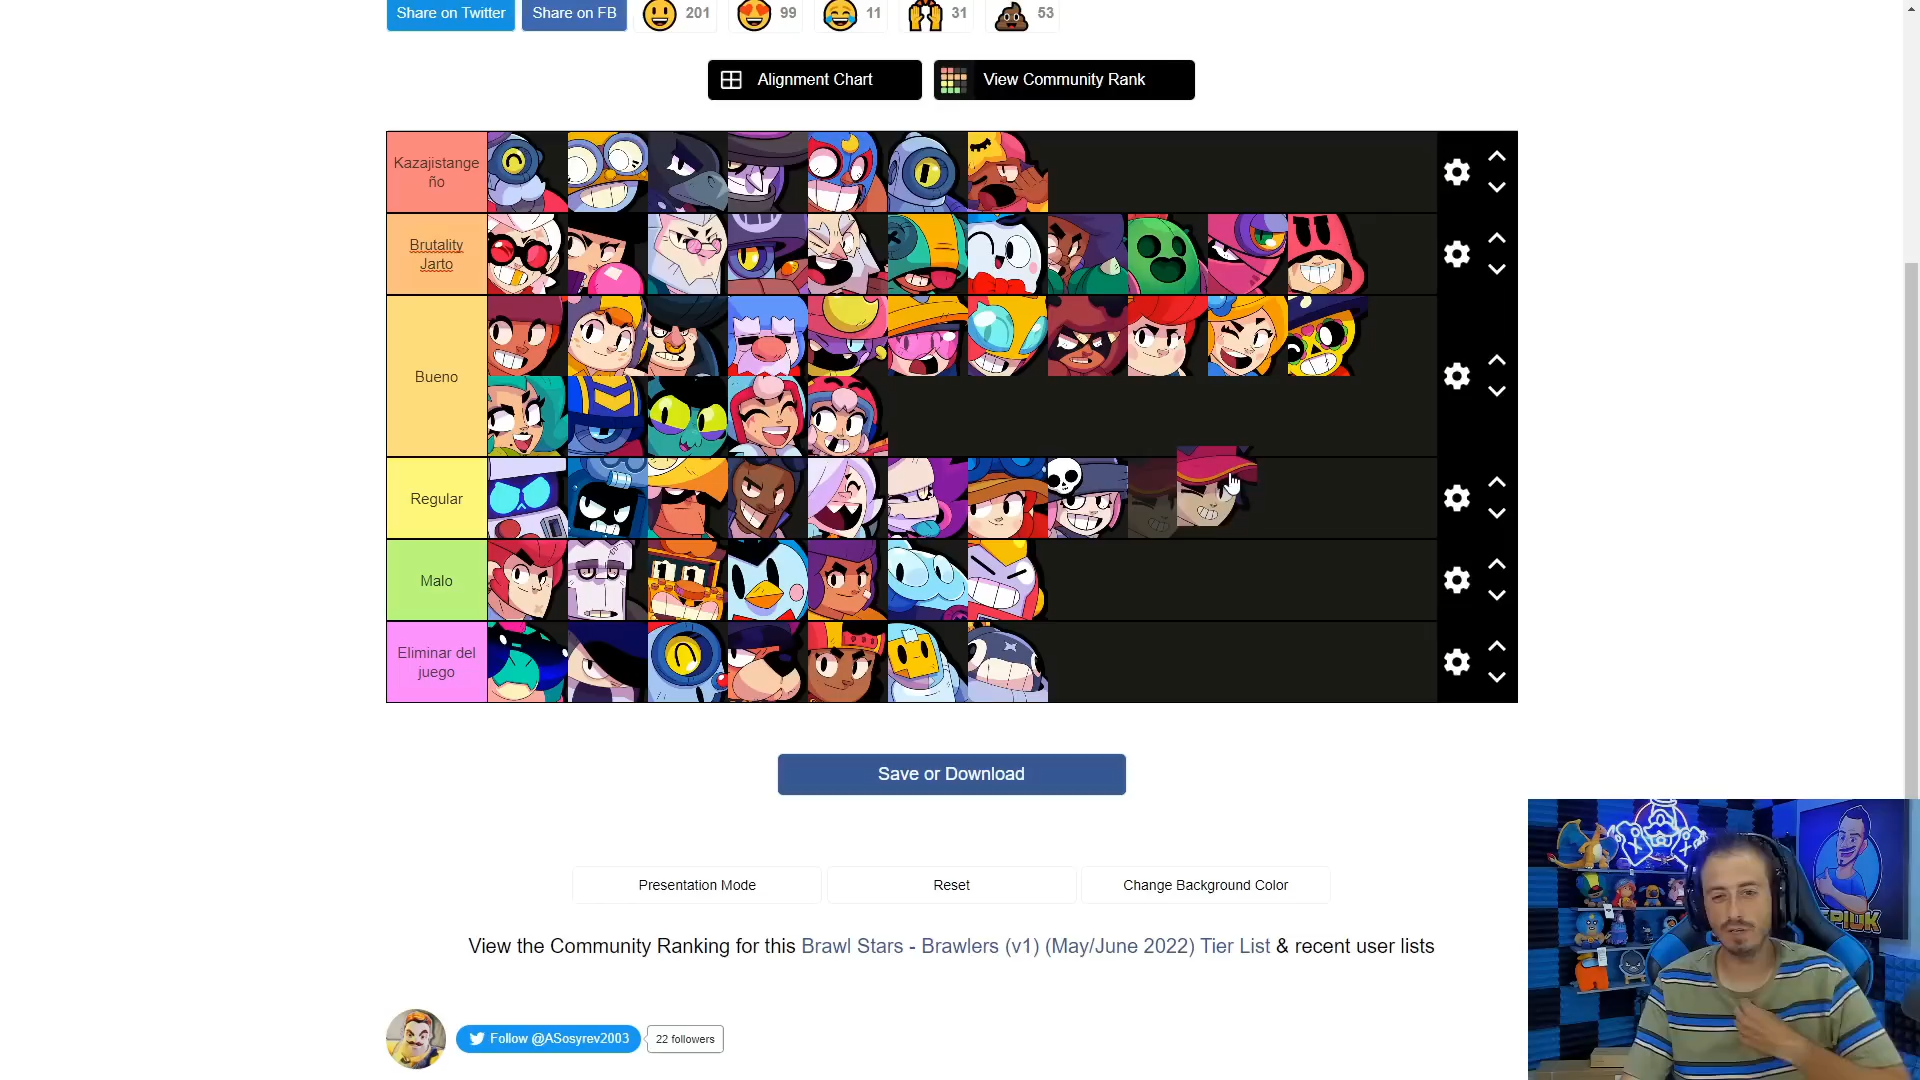 Share on Twitter
Share on FB
201
99
11
31
53
Alignment Chart
View Community Rank
Kazajistange
ño
Brutality
Jarto
Bueno
Regular
Malo
Eliminar del
juego
Save or Download
Presentation Mode
Reset
Change Background Color
View the Community Ranking for this Brawl Stars - Brawlers (v1) (May/June 2022) Tier List & recent user lists
Follow @ASosyrev2003
22 followers